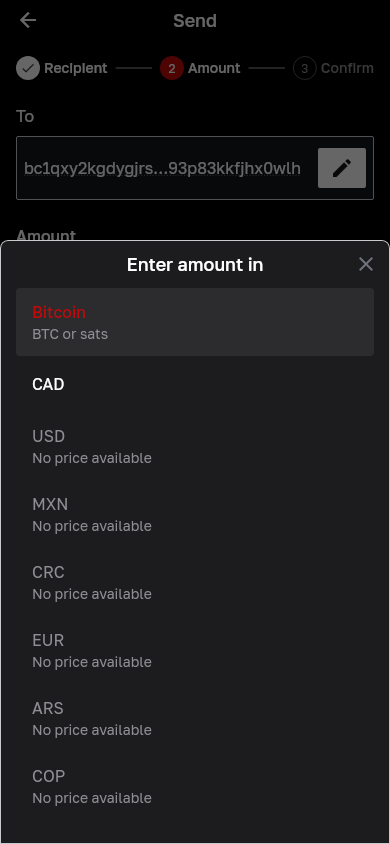 Send
Recipient
2 Amount
3 Confirm
To
bc1qxy2kgdygjrs...93p83kkfjhx0wlh
Amount
Enter amount in
Bitcoin
BTC or sats
CAD
USD
No price available
MXN
No price available
CRC
No price available
EUR
No price available
ARS
No price available
COP
No price available